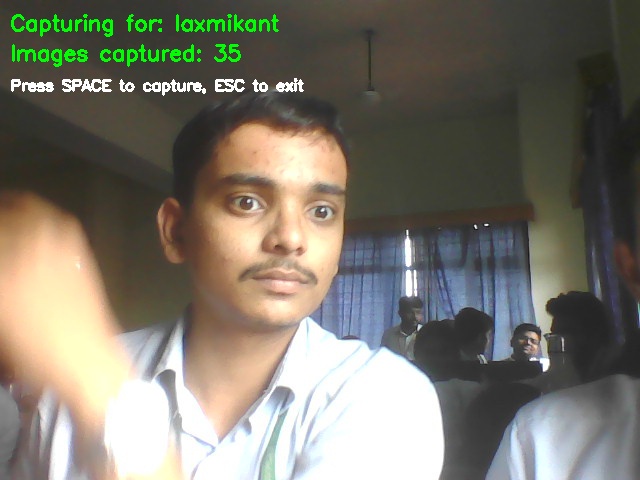 Capturing for: laxmikant
Images captured: 35
Press SPACE to capture, ESC to exit